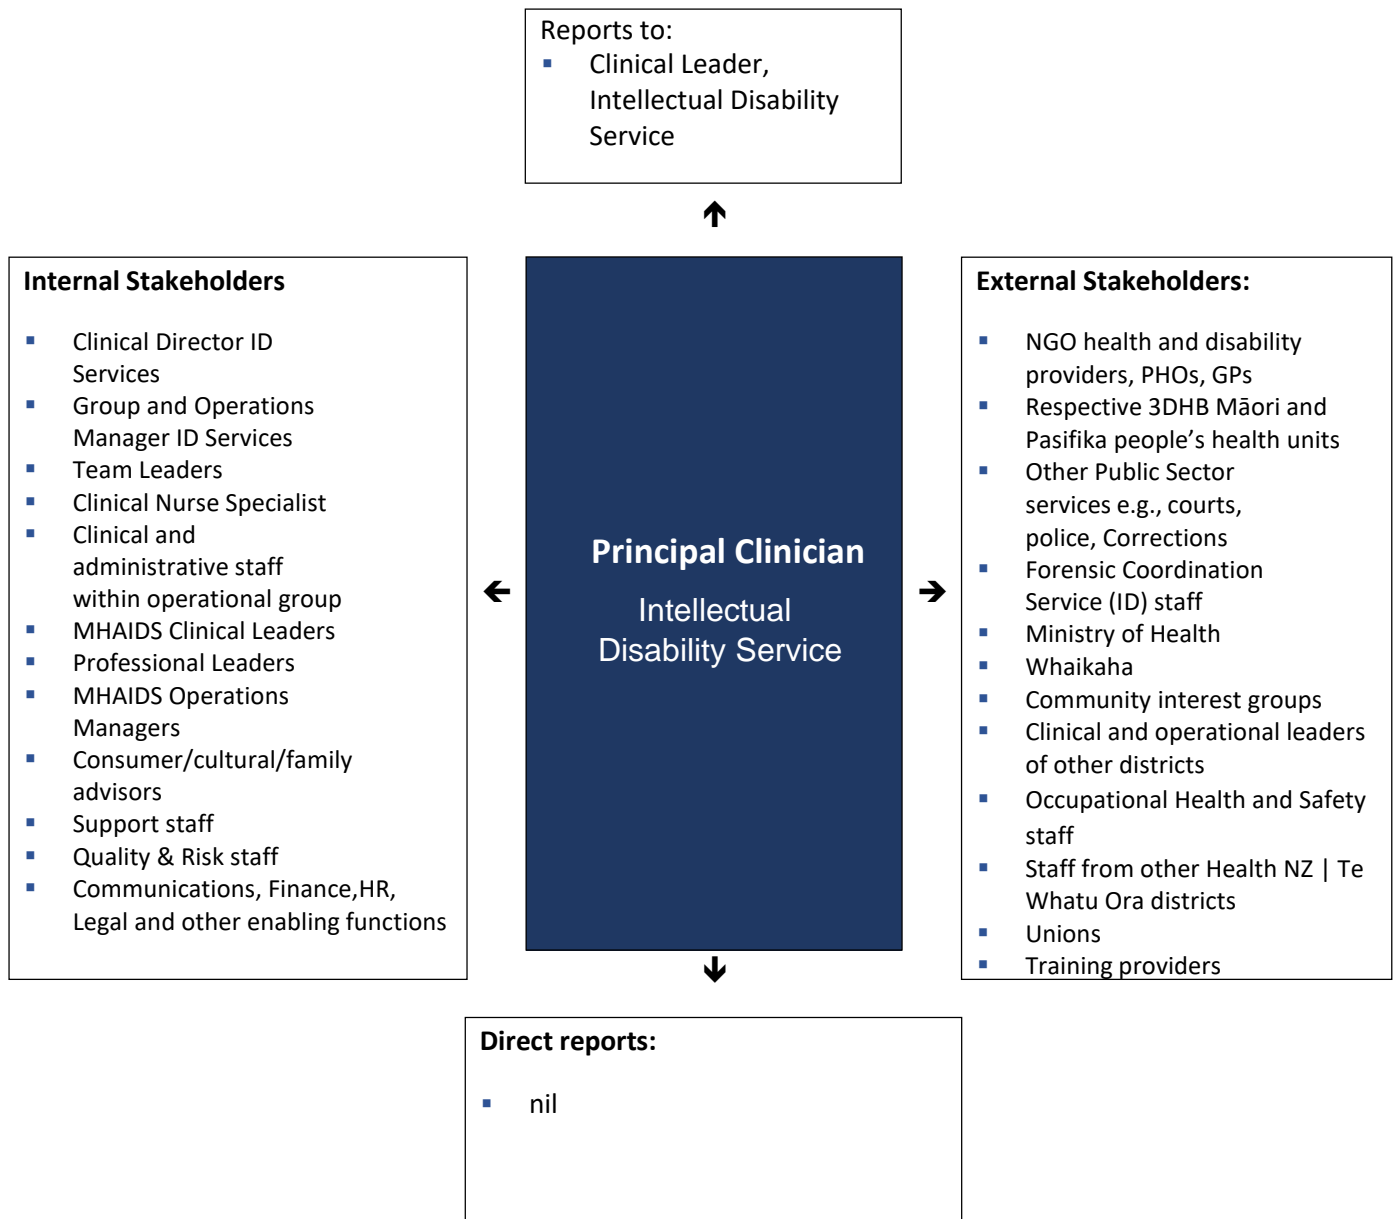 Reports to:
▪ Clinical Leader,
Intellectual Disability
Service
Internal Stakeholders
▪ Clinical Director ID
Services
▪ Group and Operations
Manager ID Services
▪ Team Leaders
▪ Clinical Nurse Specialist
▪ Clinical and
administrative staff
within operational group
▪ MHAIDS Clinical Leaders
▪ Professional Leaders
▪ MHAIDS Operations
Managers
▪ Consumer/cultural/family
advisors
▪ Support staff
▪ Quality & Risk staff
▪ Communications, Finance,HR,
Legal and other enabling functions
Principal Clinician
Intellectual
Disability Service
External Stakeholders:
▪ NGO health and disability
providers, PHOs, GPs
▪ Respective 3DHB Māori and
Pasifika people’s health units
▪ Other Public Sector
services e.g., courts,
police, Corrections
▪ Forensic Coordination
Service (ID) staff
▪ Ministry of Health
▪ Whaikaha
▪ Community interest groups
▪ Clinical and operational leaders
of other districts
▪ Occupational Health and Safety
staff
▪ Staff from other Health NZ | Te
Whatu Ora districts
▪ Unions
▪ Training providers
Direct reports:
▪ nil